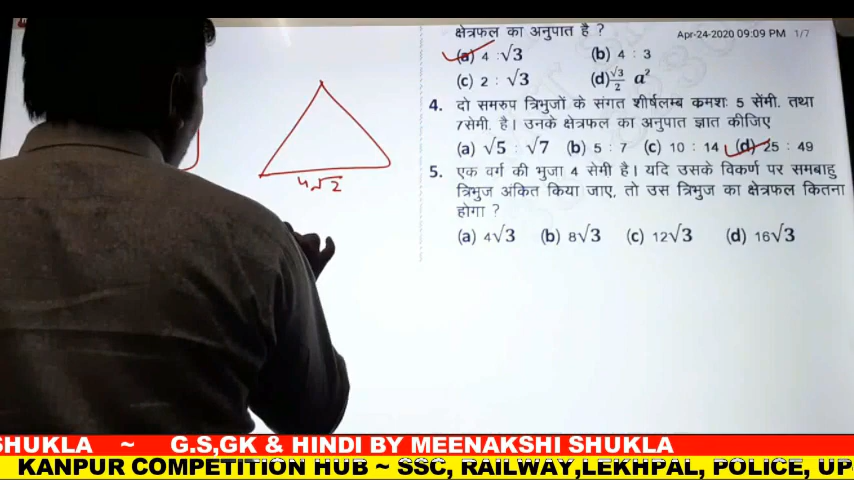 क्षेत्रफल का अनुपात है ?
Apr-24-2020 09:09 PM 1/7
(a) 4 : √3 (b) 4 : 3
(c) 2 : √3 (d) √3/2 a²
4. दो समरुप त्रिभुजों के संगत शीर्षलम्ब क्रमशः 5 सेंमी. तथा
7सेमी. है। उनके क्षेत्रफल का अनुपात ज्ञात कीजिए
(a) √5 : √7 (b) 5 : 7 (c) 10 : 14 (d) 25 : 49
5. एक वर्ग की भुजा 4 सेमी है। यदि उसके विकर्ण पर समबाहु
त्रिभुज अंकित किया जाए, तो उस त्रिभुज का क्षेत्रफल कितना
होगा ?
(a) 4√3 (b) 8√3 (c) 12√3 (d) 16√3
4√2
SHUKLA ~ G.S,GK & HINDI BY MEENAKSHI SHUKLA
KANPUR COMPETITION HUB ~ SSC, RAILWAY,LEKHPAL, POLICE, UP